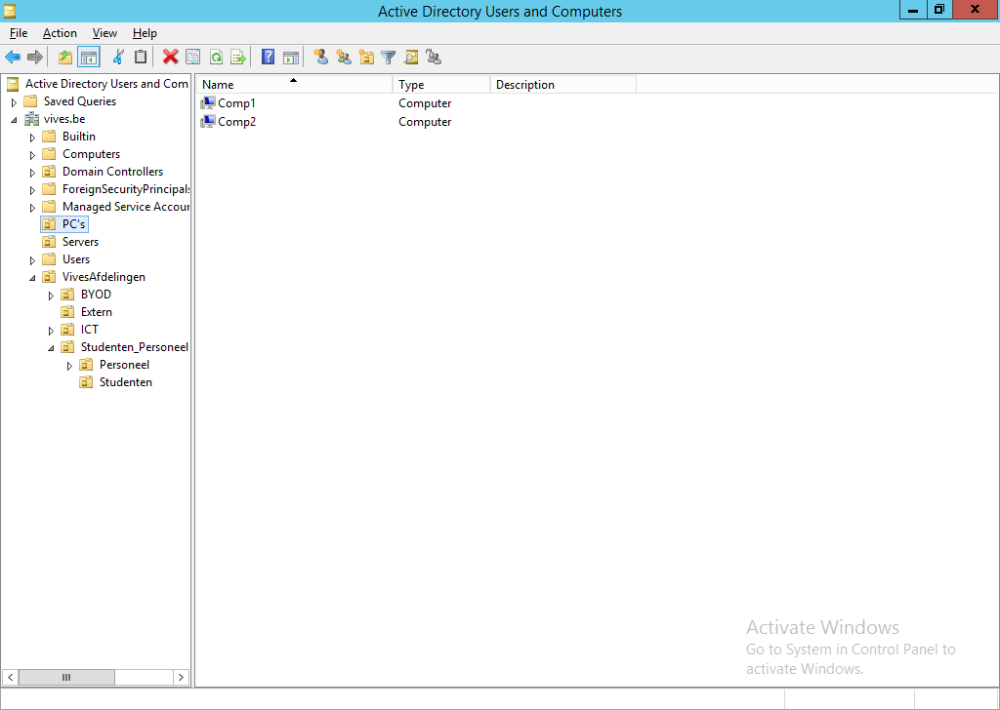 Active Directory Users and Computers
File Action View Help
Active Directory Users and Com
Saved Queries
vives.be
Builtin
Computers
Domain Controllers
ForeignSecurityPrincipals
Managed Service Accour
PC's
Servers
Users
VivesAfdelingen
BYOD
Extern
ICT
Studenten_Personeel
Personeel
Studenten
Name Type Description
Comp1 Computer
Comp2 Computer
Activate Windows
Go to System in Control Panel to
activate Windows.